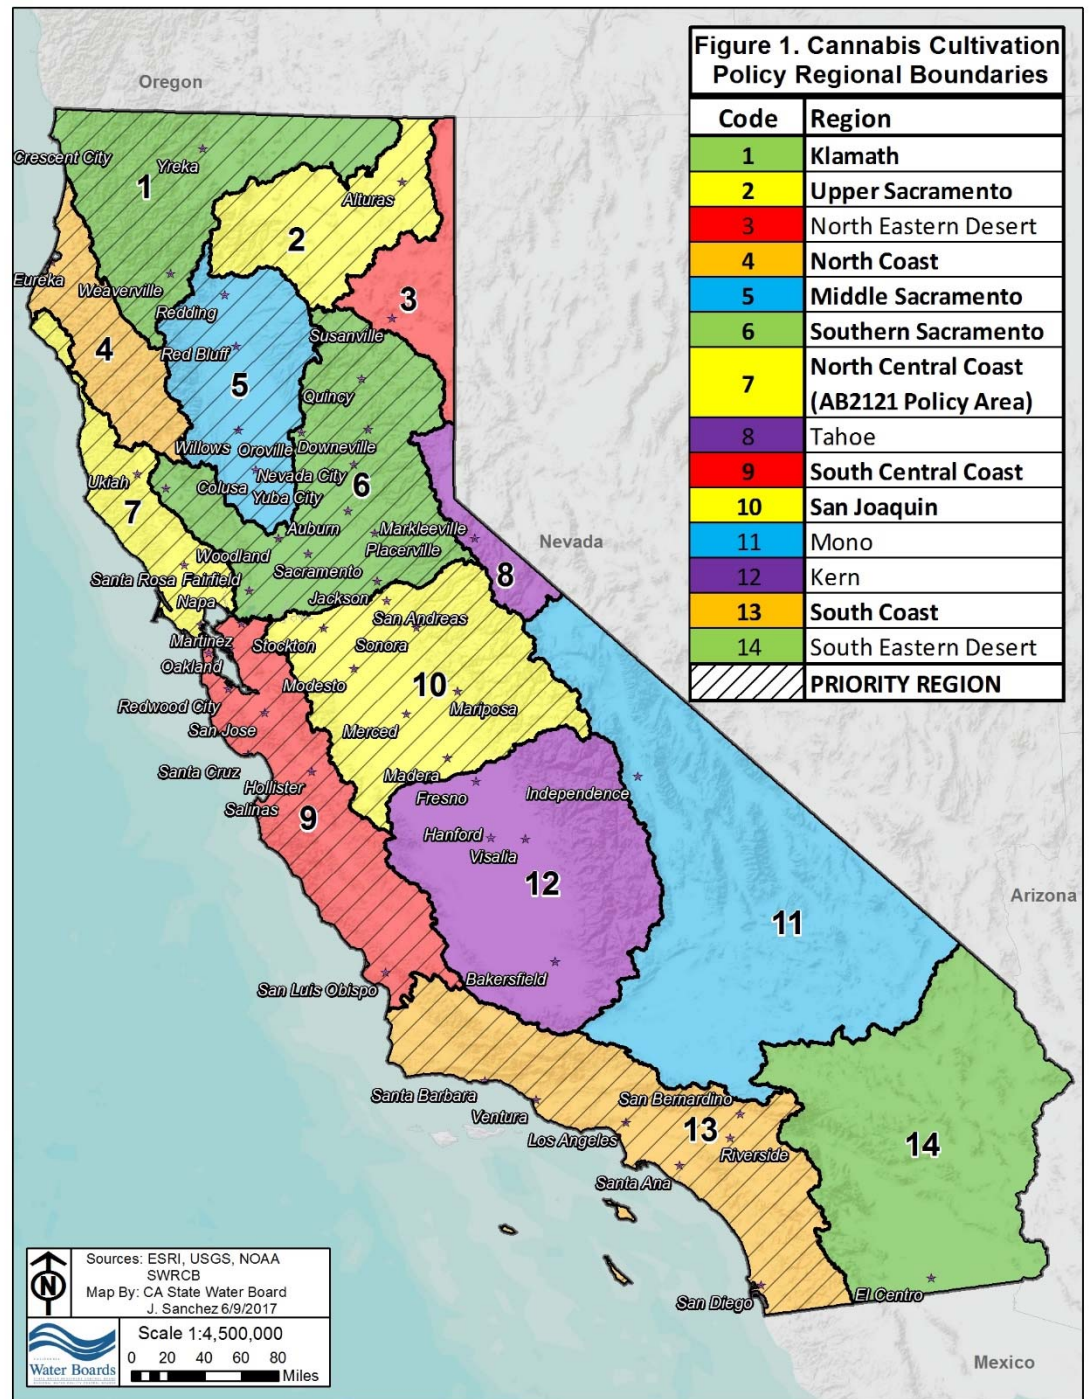 Figure 1. Cannabis Cultivation
Policy Regional Boundaries
Code Region
1 Klamath
2 Upper Sacramento
3 North Eastern Desert
4 North Coast
5 Middle Sacramento
6 Southern Sacramento
7 North Central Coast
(AB2121 Policy Area)
8 Tahoe
9 South Central Coast
10 San Joaquin
11 Mono
12 Kern
13 South Coast
14 South Eastern Desert
PRIORITY REGION
Oregon
Crescent City
Yreka
1
Alturas
2
Eureka
Weaverville
Redding
3
Susanville
4
Red Bluff
5
Quincy
Willows
Oroville
Downeville
Nevada City
Ukiah
Colusa
6
Yuba City
7
Auburn
Markleeville
Nevada
Woodland
Placerville
Santa Rosa
Fairfield
Sacramento
8
Napa
Jackson
San Andreas
Martinez
Stockton
Sonora
Oakland
Modesto
10
Redwood City
Mariposa
San Jose
Merced
Santa Cruz
Hollister
Madera
Fresno
Independence
Salinas
9
Hanford
Visalia
12
Arizona
11
Bakersfield
San Luis Obispo
Santa Barbara
San Bernardino
Ventura
Los Angeles
13
Riverside
14
Santa Ana
San Diego
El Centro
Mexico
N
Sources: ESRI, USGS, NOAA
SWRCB
Map By: CA State Water Board
J. Sanchez 6/9/2017
Water Boards
Scale 1:4,500,000
0 20 40 60 80
Miles